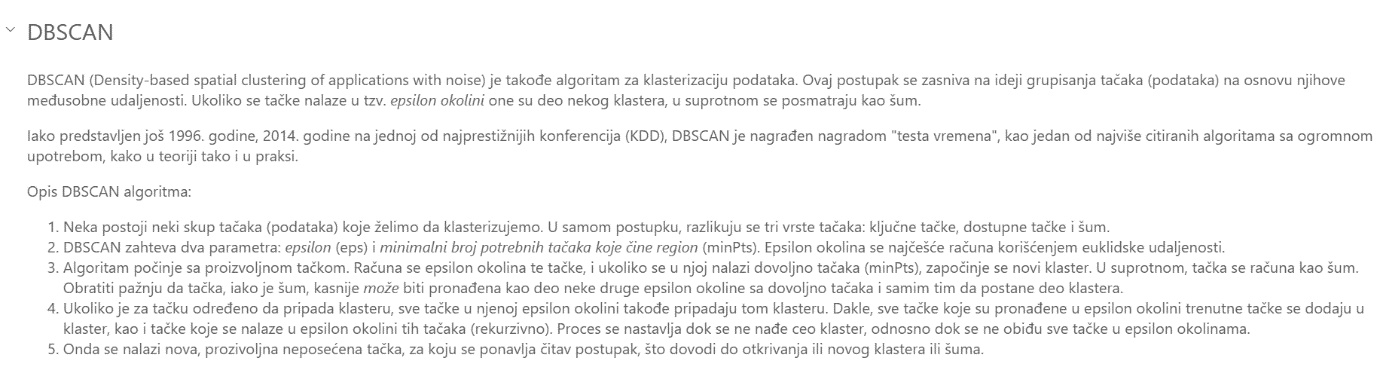 DBSCAN
DBSCAN (Density-based spatial clustering of applications with noise) je takođe algoritam za klasterizaciju podataka. Ovaj postupak se zasniva na ideji grupisanja tačaka (podataka) na osnovu njihove
međusobne udaljenosti. Ukoliko se tačke nalaze u tzv. epsilon okolini one su deo nekog klastera, u suprotnom se posmatraju kao šum.
Iako predstavljen još 1996. godine, 2014. godine na jednoj od najprestižnijih konferencija (KDD), DBSCAN je nagrađen nagradom "testa vremena", kao jedan od najviše citiranih algoritama sa ogromnom
upotrebom, kako u teoriji tako i u praksi.
Opis DBSCAN algoritma:
1. Neka postoji neki skup tačaka (podataka) koje želimo da klasterizujemo. U samom postupku, razlikuju se tri vrste tačaka: ključne tačke, dostupne tačke i šum.
2. DBSCAN zahteva dva parametra: epsilon (eps) i minimalni broj potrebnih tačaka koje čine region (minPts). Epsilon okolina se najčešće računa korišćenjem euklidske udaljenosti.
3. Algoritam počinje sa proizvoljnom tačkom. Računa se epsilon okolina te tačke, i ukoliko se u njoj nalazi dovoljno tačaka (minPts), započinje se novi klaster. U suprotnom, tačka se računa kao šum.
Obratiti pažnju da tačka, iako je šum, kasnije može biti pronađena kao deo neke druge epsilon okoline sa dovoljno tačaka i samim tim da postane deo klastera.
4. Ukoliko je za tačku određeno da pripada klasteru, sve tačke u njenoj epsilon okolini takođe pripadaju tom klasteru. Dakle, sve tačke koje su pronađene u epsilon okolini trenutne tačke se dodaju u
klaster, kao i tačke koje se nalaze u epsilon okolini tih tačaka (rekurzivno). Proces se nastavlja dok se ne nađe ceo klaster, odnosno dok se ne obiđu sve tačke u epsilon okolinama.
5. Onda se nalazi nova, prozivoljna neposećena tačka, za koju se ponavlja čitav postupak, što dovodi do otkrivanja ili novog klastera ili šuma.